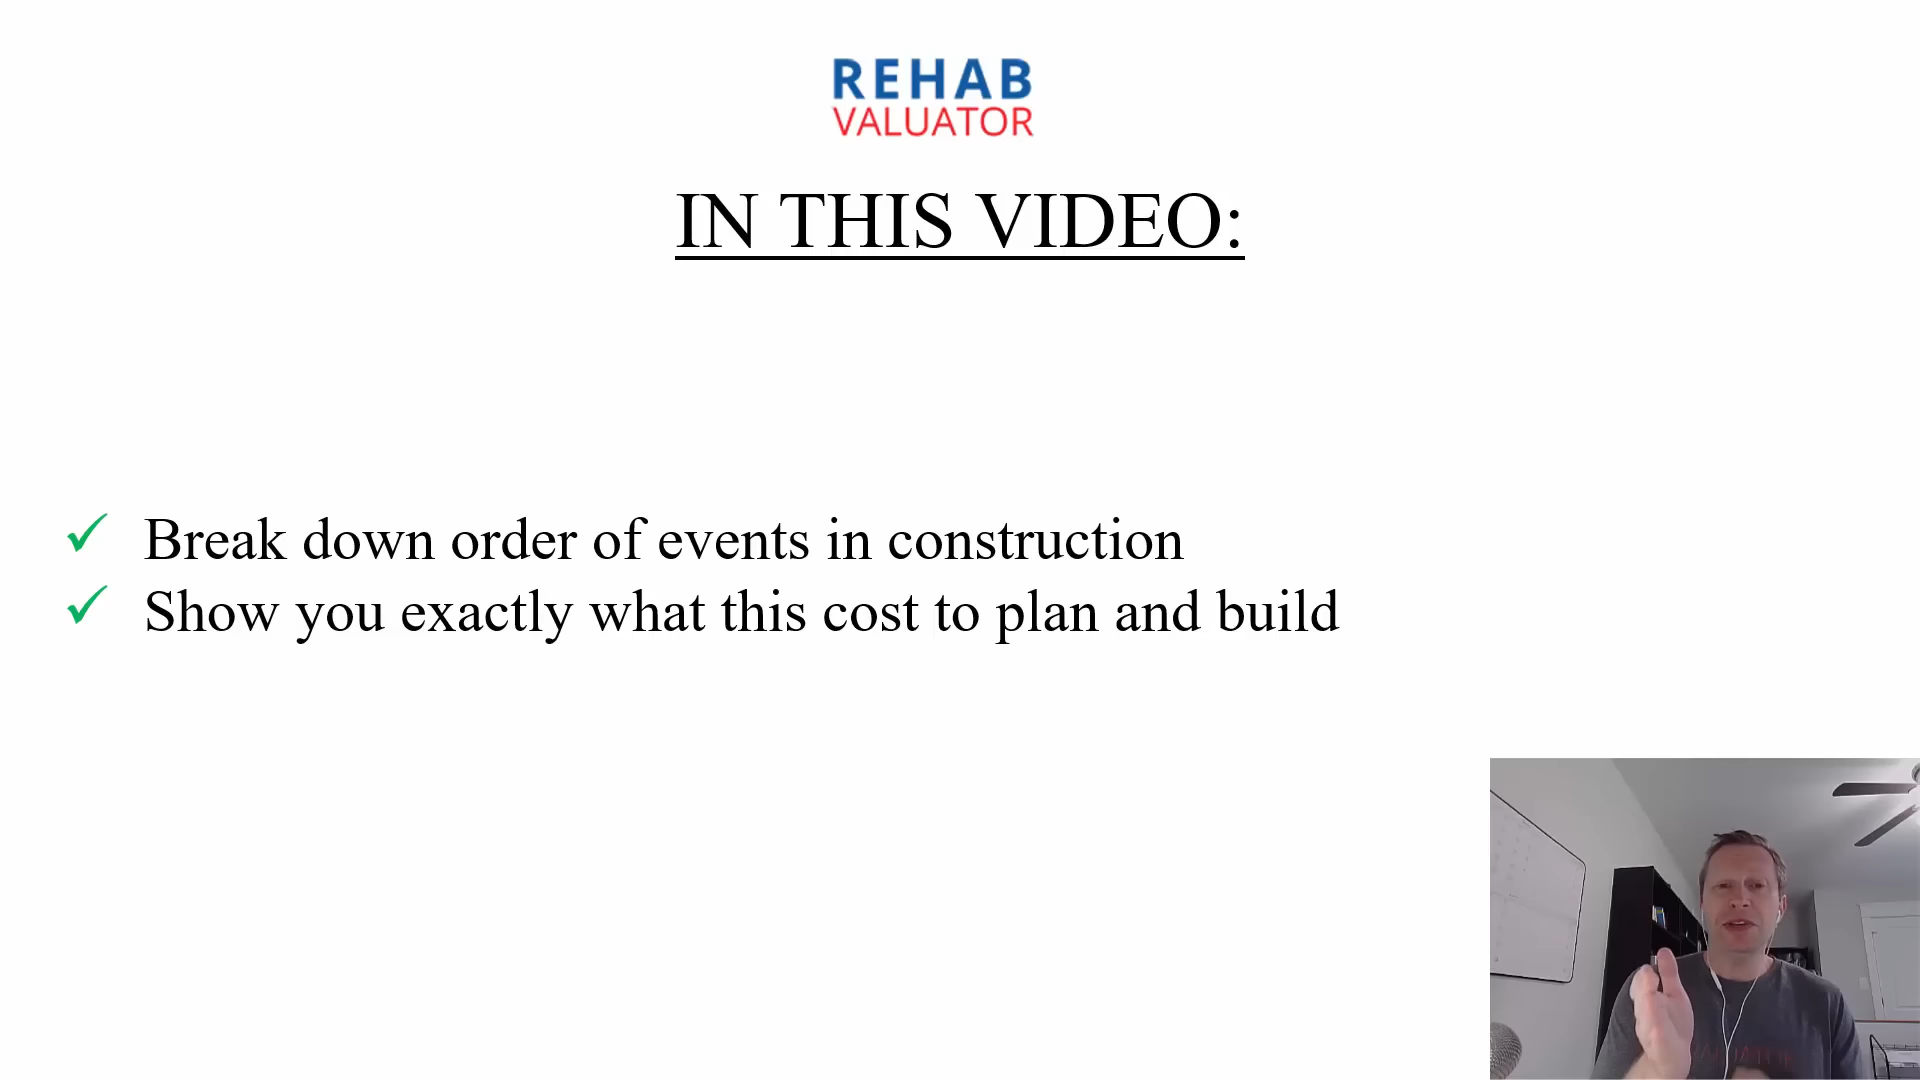 REHAB
VALUATOR
IN THIS VIDEO:
Break down order of events in construction
Show you exactly what this cost to plan and build